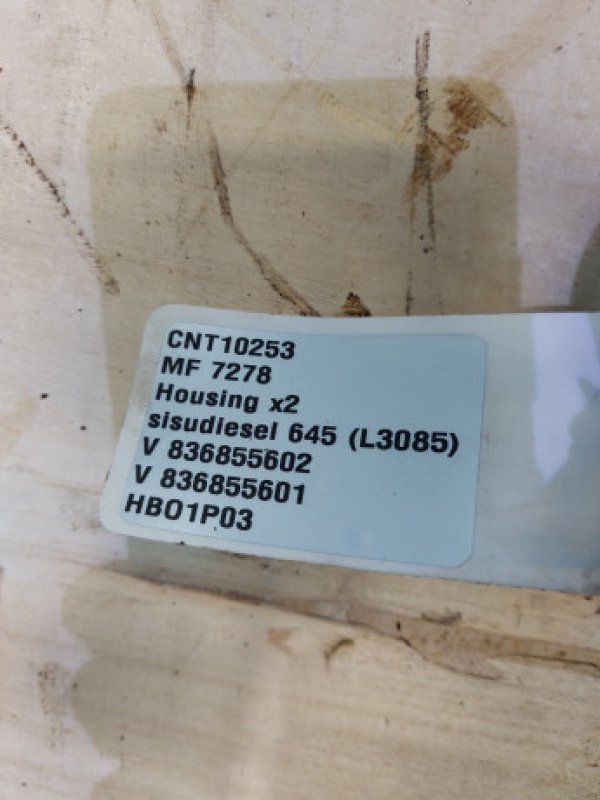 CNT10253
MF 7278
Housing x2
sisudiesel 645 (L3085)
V 836855602
V 836855601
HBO1P03